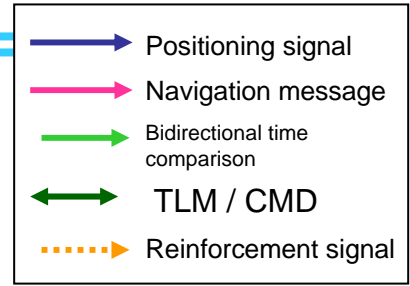 Positioning signal
Navigation message
Bidirectional time
comparison
TLM / CMD
Reinforcement signal